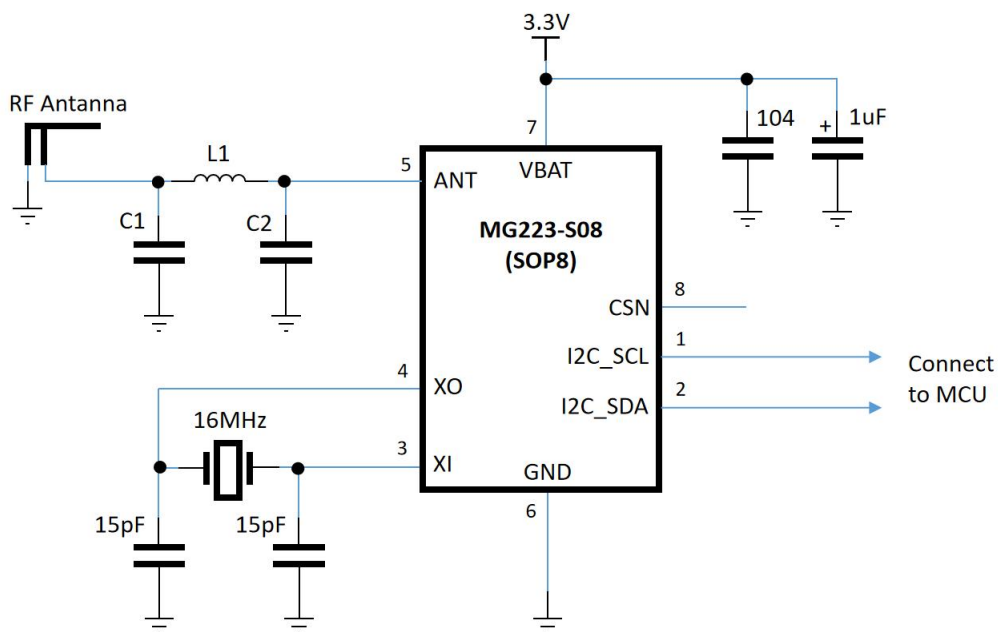 3.3V
RF Antanna
104
+
1uF
7
L1
5
VBAT
ANT
C1
C2
MG223-S08
(SOP8)
8
CSN
1
I2C_SCL
Connect
to MCU
4
XO
2
I2C_SDA
16MHz
3
XI
GND
6
15pF
15pF